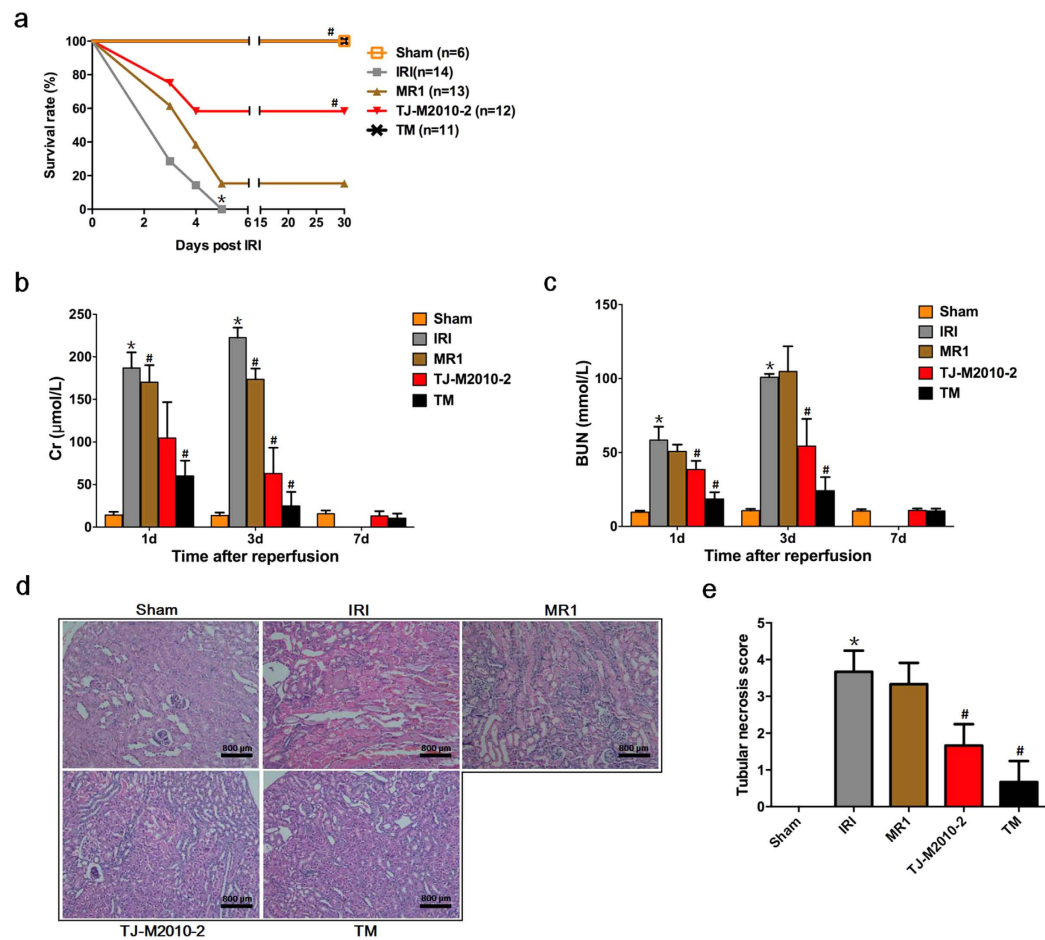 a
Survival rate (%)
100
80
60
40
20
0
0 2 4 6 15 20 25 30
Days post IRI
#
#
*
Sham (n=6)
IRI(n=14)
MR1 (n=13)
TJ-M2010-2 (n=12)
TM (n=11)
b
Cr (μmol/L)
250
200
150
100
50
0
* # #
* # # #
1d 3d 7d
Time after reperfusion
Sham
IRI
MR1
TJ-M2010-2
TM
c
BUN (mmol/L)
150
100
50
0
* # #
* # #
1d 3d 7d
Time after reperfusion
Sham
IRI
MR1
TJ-M2010-2
TM
d
Sham IRI MR1
800 μm 800 μm 800 μm
800 μm 800 μm
TJ-M2010-2 TM
e
Tubular necrosis score
5
4
3
2
1
0
* # #
Sham IRI MR1 TJ-M2010-2 TM